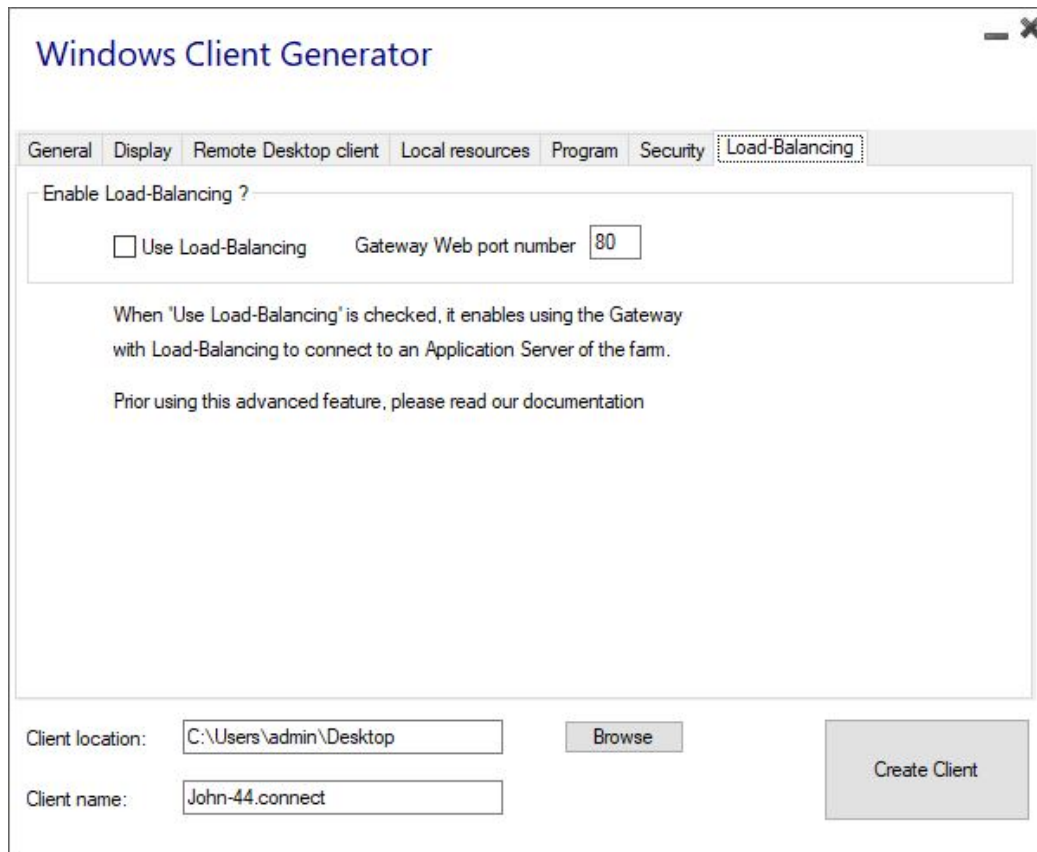 Windows Client Generator
General Display Remote Desktop client Local resources Program Security Load-Balancing
Enable Load-Balancing ?
Use Load-Balancing Gateway Web port number 80
When 'Use Load-Balancing' is checked, it enables using the Gateway
with Load-Balancing to connect to an Application Server of the farm.
Prior using this advanced feature, please read our documentation
Client location: C:\Users\admin\Desktop Browse
Create Client
Client name: John-44.connect